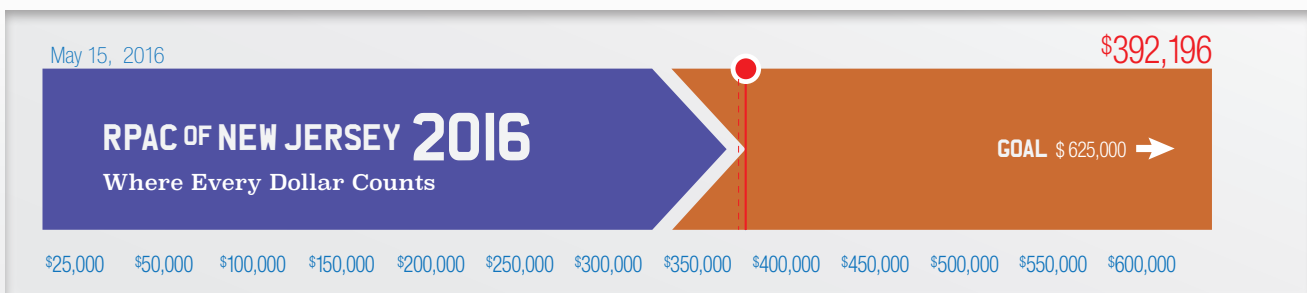 May 15, 2016
$392,196
RPAC OF NEW JERSEY 2016
Where Every Dollar Counts
GOAL $625,000
$25,000 $50,000 $100,000 $150,000 $200,000 $250,000 $300,000 $350,000 $400,000 $450,000 $500,000 $550,000 $600,000